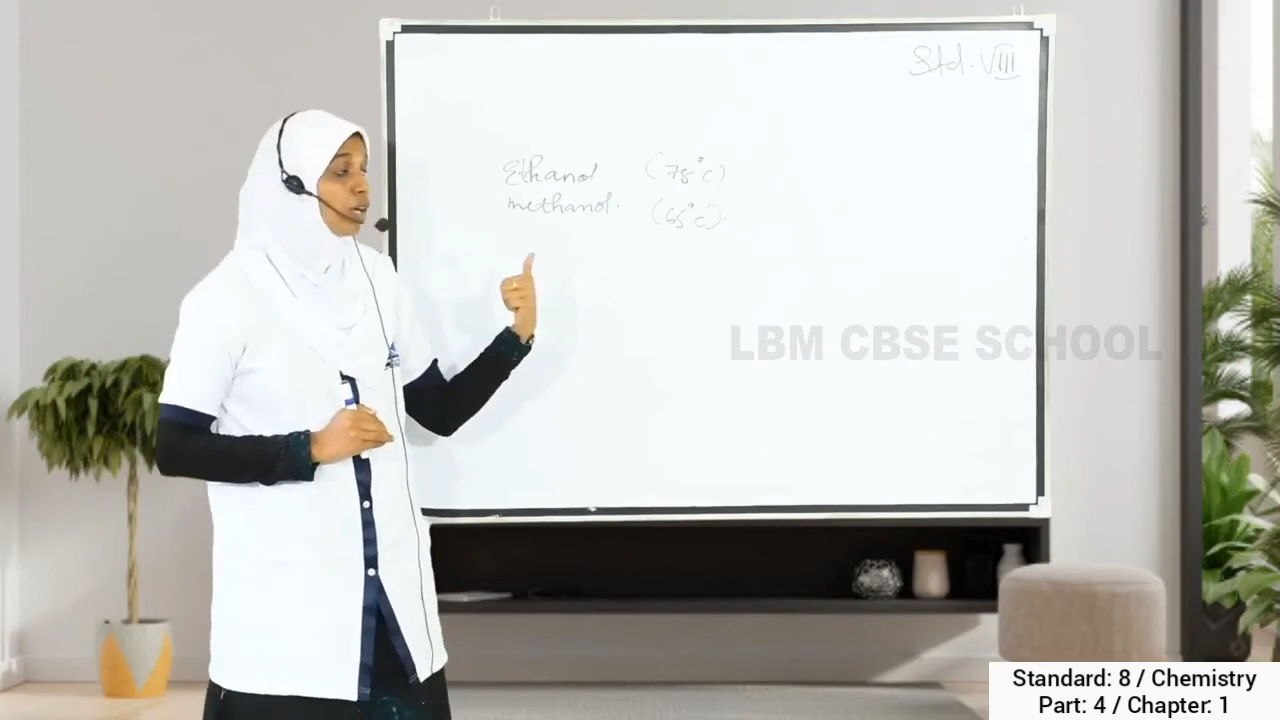 Std. VIII
Ethanol (78°C)
methanol. (65°C).
LBM CBSE SCHOOL
Standard: 8 / Chemistry
Part: 4 / Chapter: 1